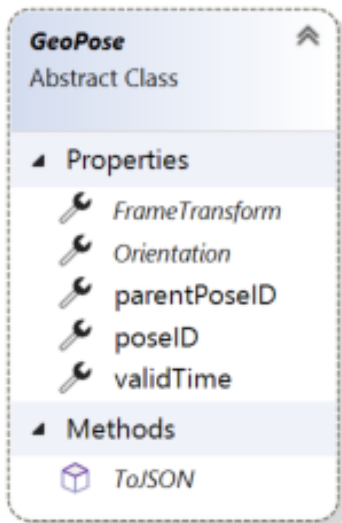 GeoPose
Abstract Class
Properties
FrameTransform
Orientation
parentPoseID
poseID
validTime
Methods
ToJSON